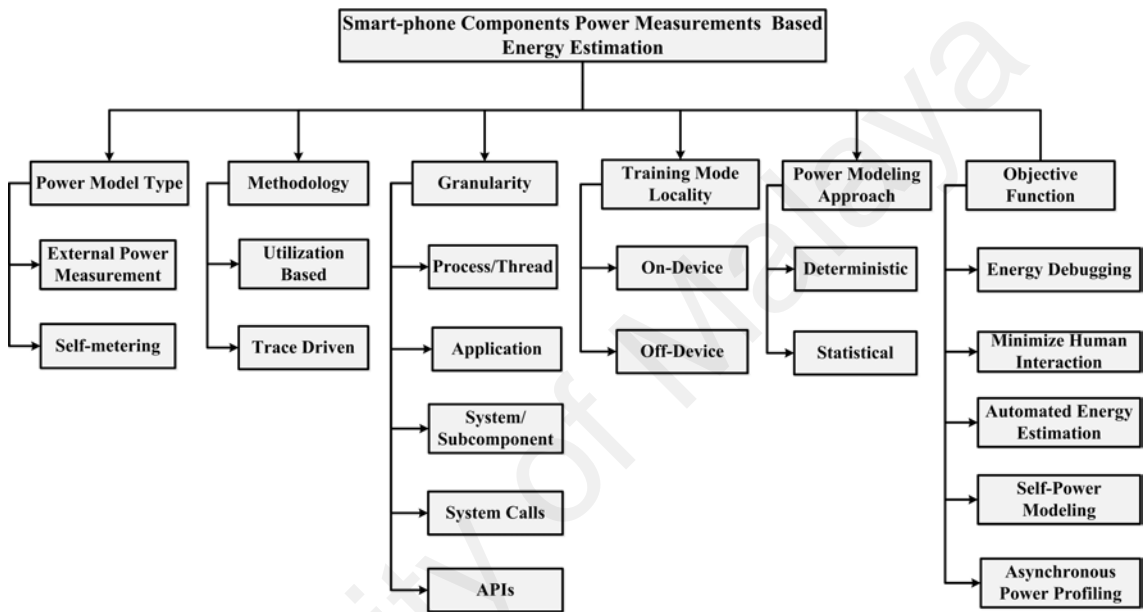 Smart-phone Components Power Measurements Based
Energy Estimation
Power Model Type
External Power
Measurement
Self-metering
Methodology
Utilization
Based
Trace Driven
Granularity
Process/Thread
Application
System/
Subcomponent
System Calls
APIs
Training Mode
Locality
On-Device
Off-Device
Power Modeling
Approach
Deterministic
Statistical
Objective
Function
Energy Debugging
Minimize Human
Interaction
Automated Energy
Estimation
Self-Power
Modeling
Asynchronous
Power Profiling
ity of Malaya